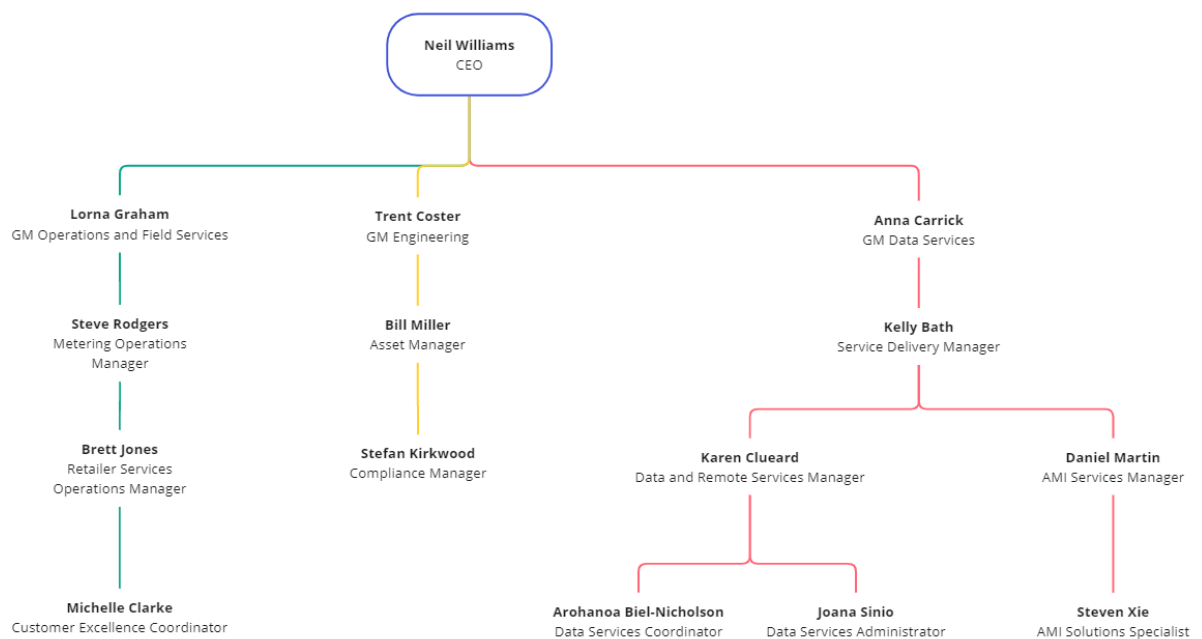 Neil Williams
CEO
Lorna Graham
GM Operations and Field Services
Trent Coster
GM Engineering
Anna Carrick
GM Data Services
Steve Rodgers
Metering Operations
Manager
Bill Miller
Asset Manager
Kelly Bath
Service Delivery Manager
Brett Jones
Retailer Services
Operations Manager
Stefan Kirkwood
Compliance Manager
Karen Clueard
Data and Remote Services Manager
Daniel Martin
AMI Services Manager
Michelle Clarke
Customer Excellence Coordinator
Arohanoa Biel-Nicholson
Data Services Coordinator
Joana Sinio
Data Services Administrator
Steven Xie
AMI Solutions Specialist